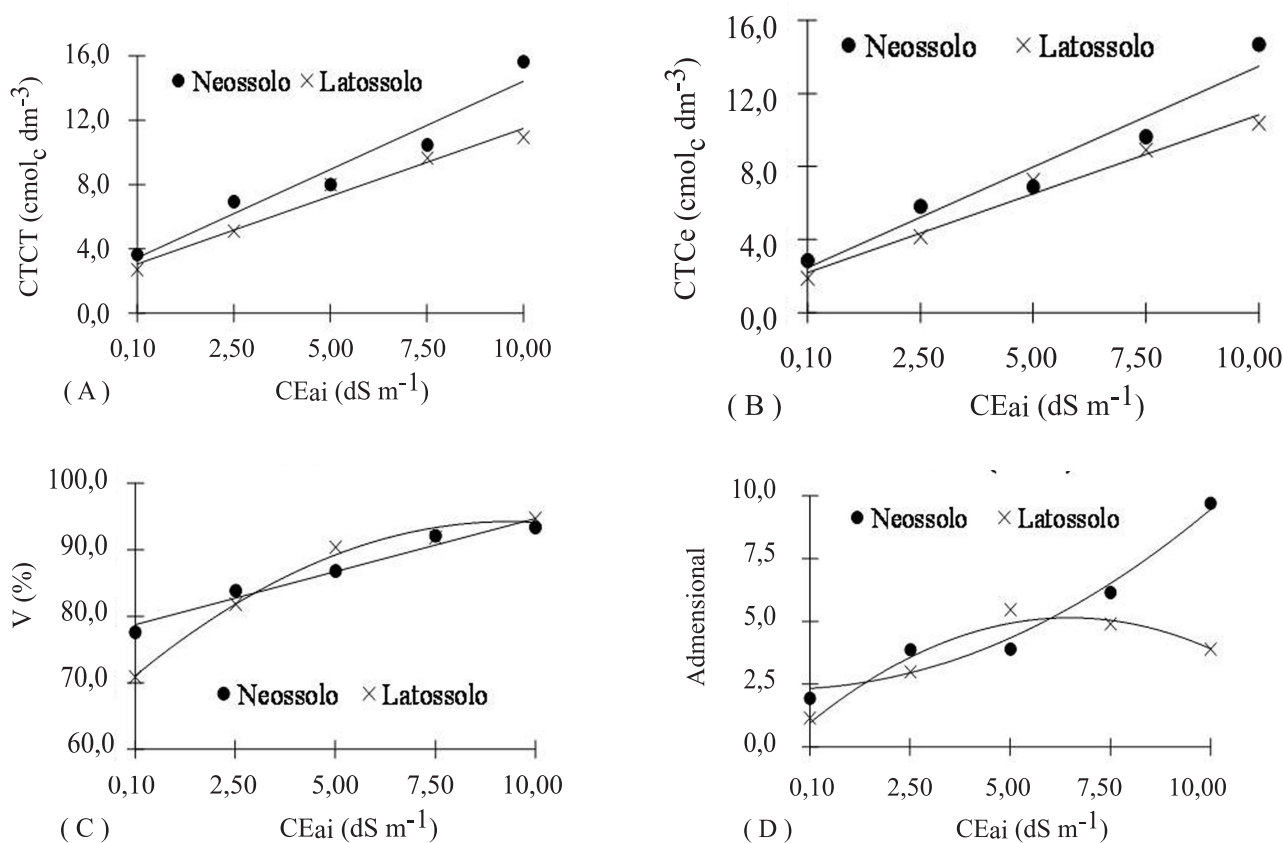 16,0
12,0
8,0
4,0
0,0
CTCT (cmolc dm-3)
Neossolo Latossolo
0,10 2,50 5,00 7,50 10,00
CEai (dS m-1)
( A )
16,0
12,0
8,0
4,0
0,0
CTCe (cmolc dm-3)
Neossolo Latossolo
0,10 2,50 5,00 7,50 10,00
CEai (dS m-1)
( B )
100,0
90,0
80,0
70,0
60,0
V (%)
Neossolo Latossolo
0,10 2,50 5,00 7,50 10,00
CEai (dS m-1)
( C )
10,0
7,5
5,0
2,5
0,0
Admensional
Neossolo Latossolo
0,10 2,50 5,00 7,50 10,00
CEai (dS m-1)
( D )